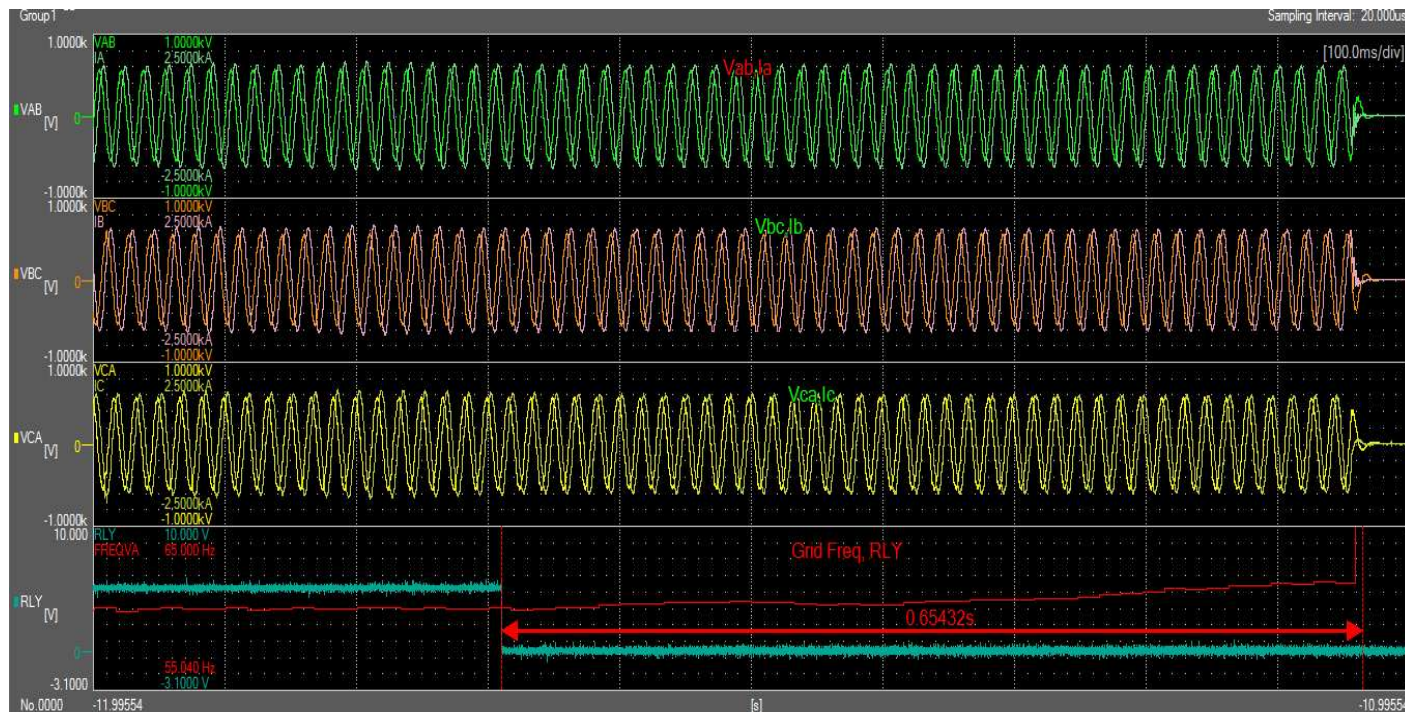 Group1
Sampling Interval: 20.000us
1.0000k VAB 1.0000kV
IA 2.5000kA
Vab.Ia
[100.0ms/div]
VAB
[V]
0
-2.5000kA
-1.0000k -1.0000kV
1.0000k VBC 1.0000kV
IB 2.5000kA
Vbc.Ib
VBC
[V]
0
-2.5000kA
-1.0000k -1.0000kV
1.0000k VCA 1.0000kV
IC 2.5000kA
Vca.Ic
VCA
[V]
0
-2.5000kA
-1.0000k -1.0000kV
10.000 RLY 10.000 V
FREQVA 65.000 Hz
Grid Freq, RLY
RLY
[V]
0.65432s
0
55.040 Hz
-3.1000 -3.1000 V
No.0000 -11.99554 [s] -10.99554